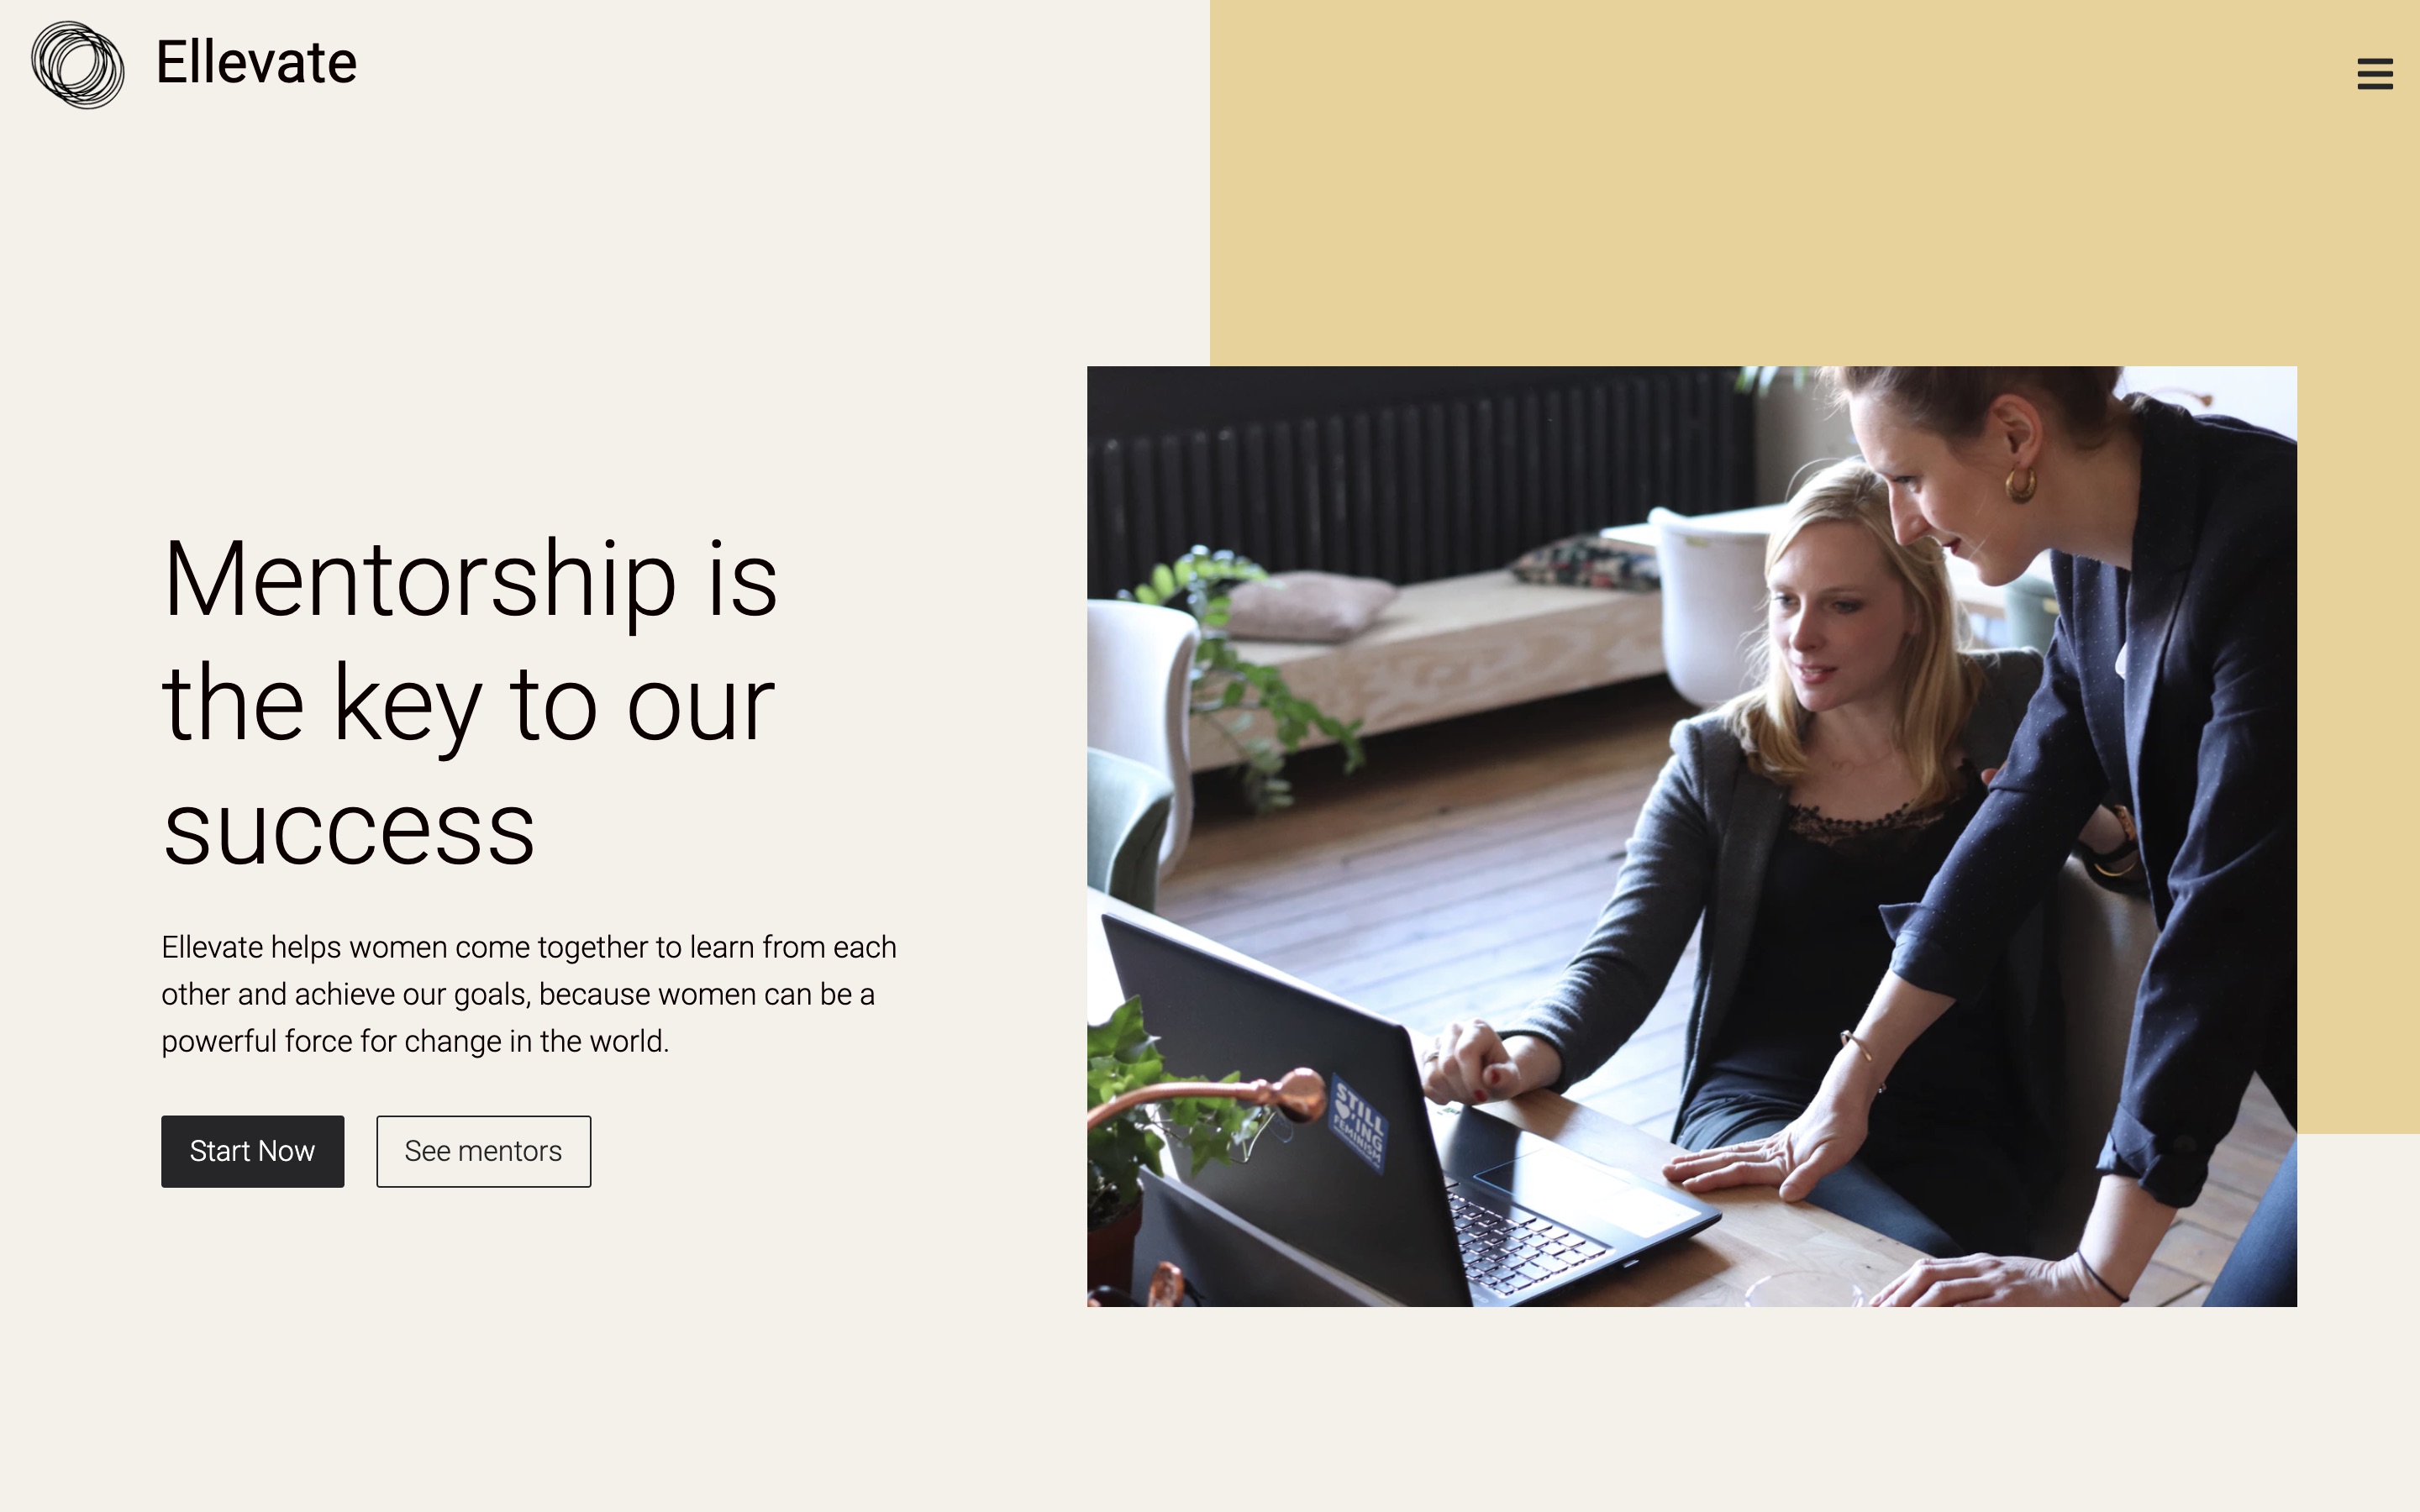 Ellevate
Mentorship is
the key to our
success
Ellevate helps women come together to learn from each
other and achieve our goals, because women can be a
powerful force for change in the world.
Start Now
See mentors
STILL
♥'ING
FEMINISM